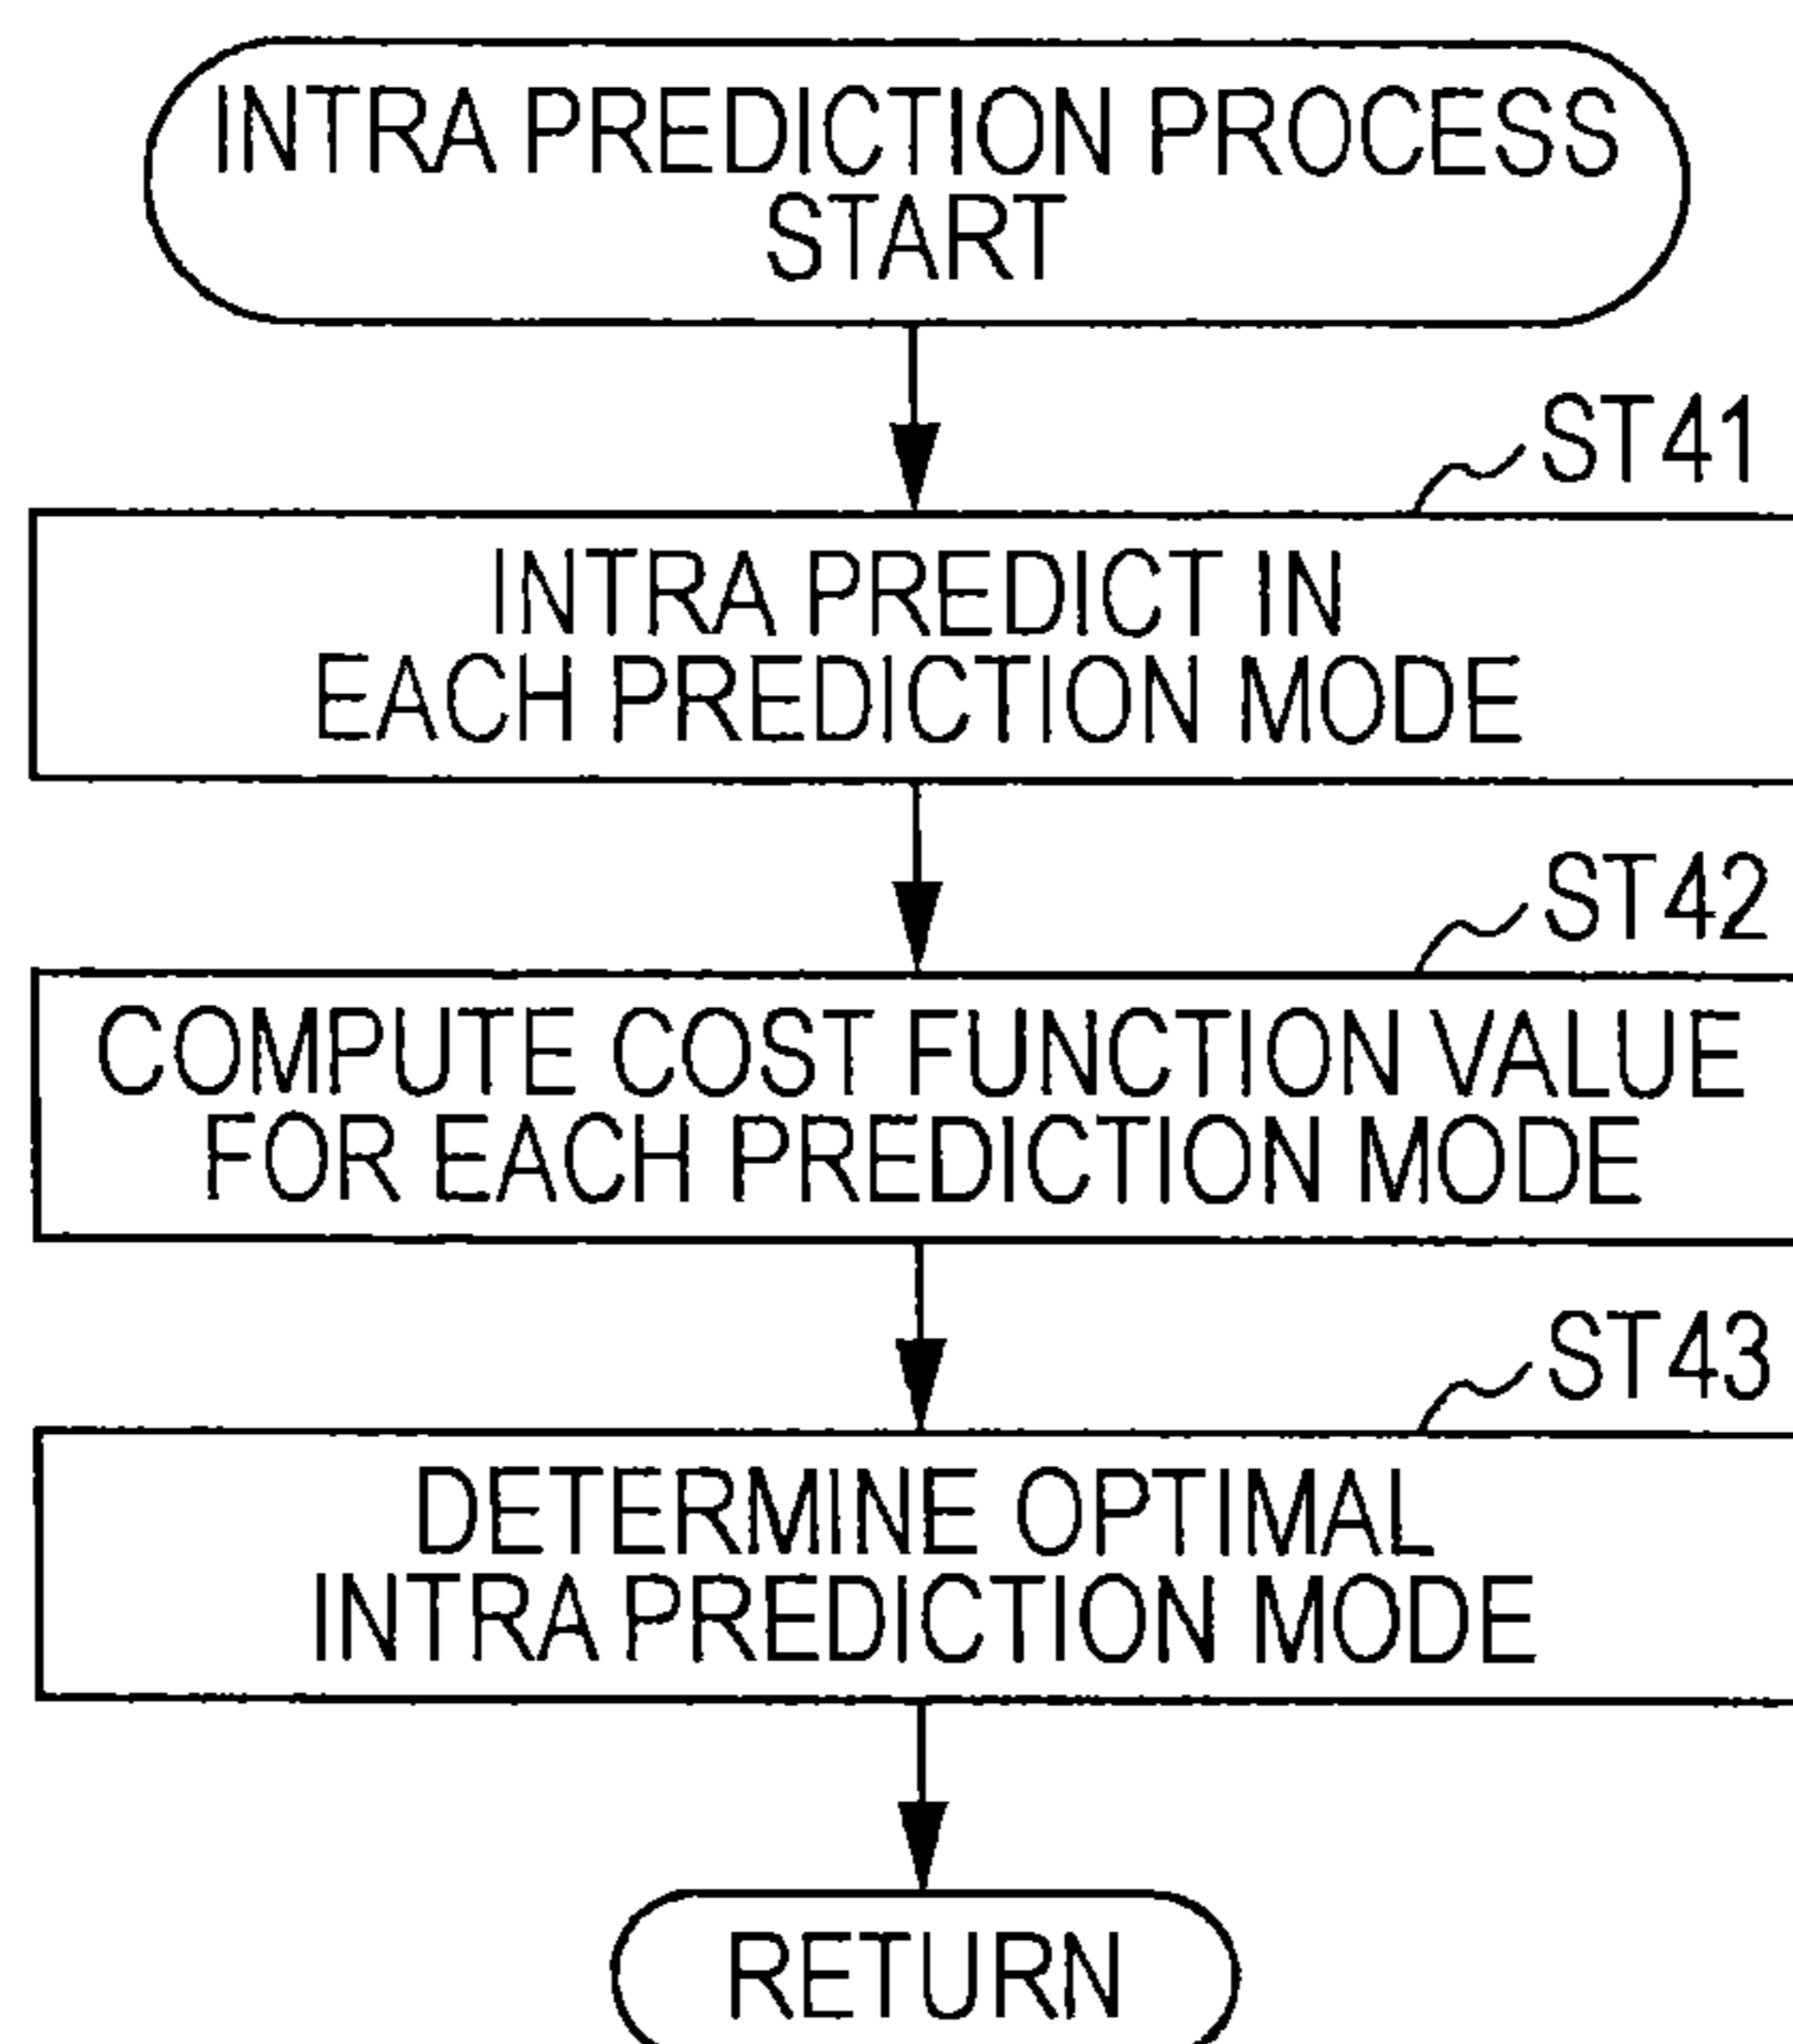 INTRA PREDICTION PROCESS
START
ST41
INTRA PREDICT IN
EACH PREDICTION MODE
ST42
COMPUTE COST FUNCTION VALUE
FOR EACH PREDICTION MODE
ST43
DETERMINE OPTIMAL
INTRA PREDICTION MODE
RETURN